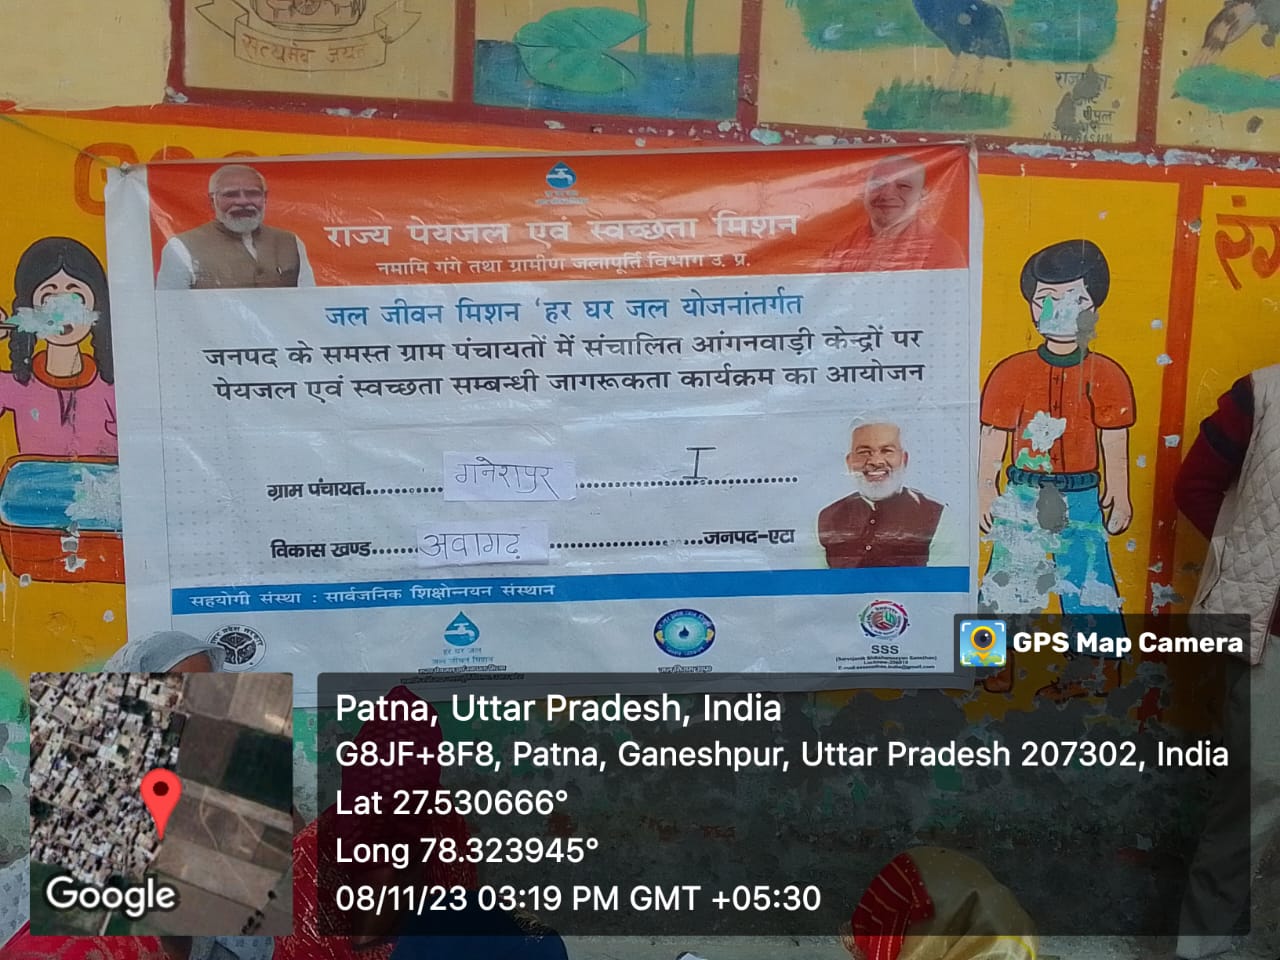 सत्यमेव जयते
राज्य पेयजल एवं स्वच्छता मिशन
नमामि गंगे तथा ग्रामीण जलापूर्ति विभाग उ. प्र.
जल जीवन मिशन 'हर घर जल योजनांतर्गत
जनपद के समस्त ग्राम पंचायतों में संचालित आंगनवाड़ी केन्द्रों पर
पेयजल एवं स्वच्छता सम्बन्धी जागरूकता कार्यक्रम का आयोजन
ग्राम पंचायत.......... गनेशपुर .......... I ..........
विकास खण्ड...... अवागढ़ ....................जनपद-एटा
सहयोगी संस्था : सार्वजनिक शिक्षोन्नयन संस्थान
हर घर जल
जल जीवन मिशन
SSS
रंग
GPS Map Camera
Patna, Uttar Pradesh, India
G8JF+8F8, Patna, Ganeshpur, Uttar Pradesh 207302, India
Lat 27.530666°
Long 78.323945°
08/11/23 03:19 PM GMT +05:30
Google